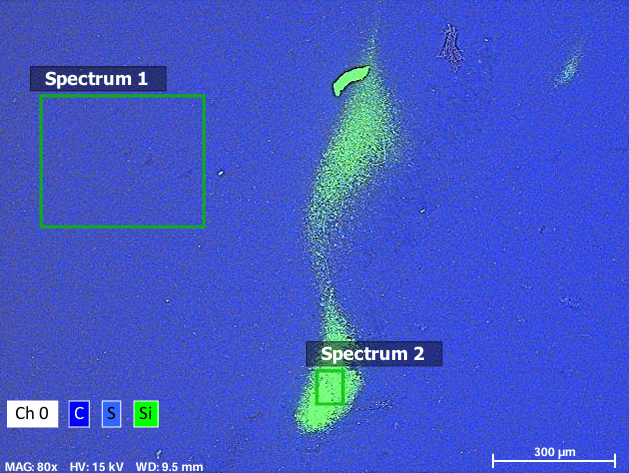 Spectrum 1
Spectrum 2
Ch 0 C S Si
300 µm
MAG: 80x HV: 15 kV WD: 9.5 mm